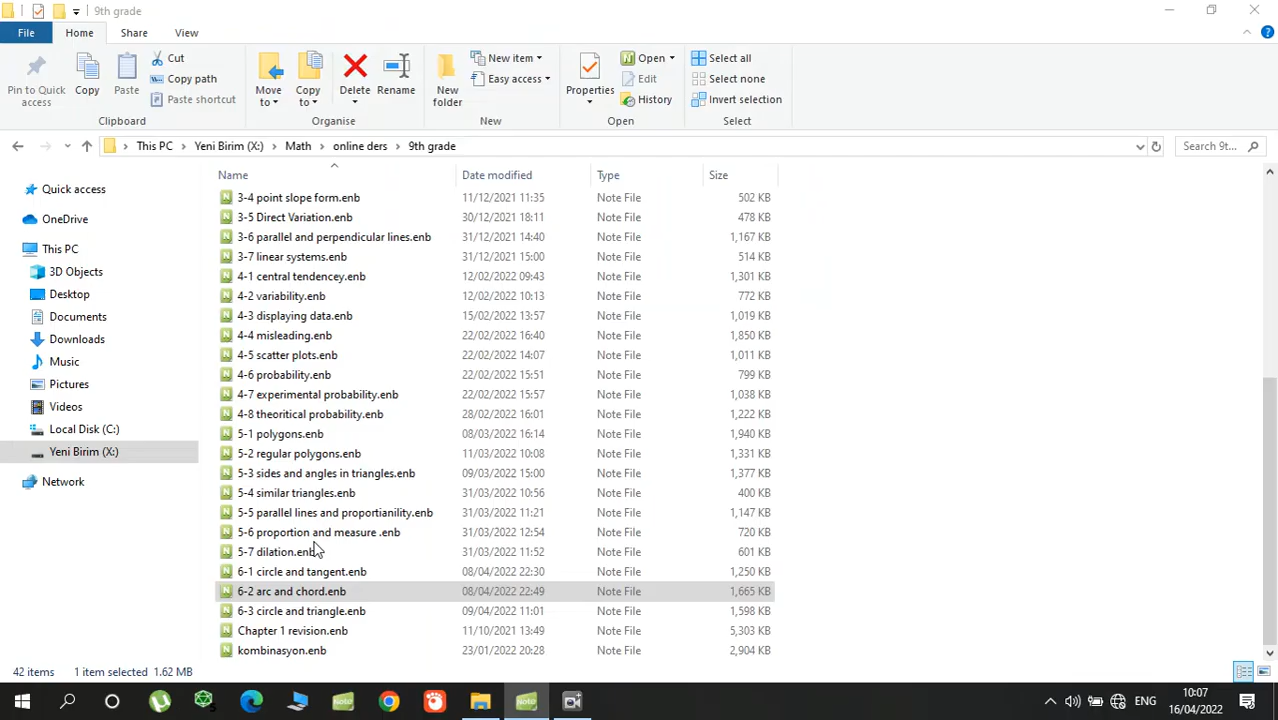 9th grade
File Home Share View
Pin to Quick access
Copy
Paste
Cut
Copy path
Paste shortcut
Move to
Copy to
Delete
Rename
New folder
New item
Easy access
Properties
Open
Edit
History
Select all
Select none
Invert selection
Clipboard Organise New Open Select
This PC Yeni Birim (X:) Math online ders 9th grade
Search 9t...
Name Date modified Type Size
Quick access
OneDrive
This PC
3D Objects
Desktop
Documents
Downloads
Music
Pictures
Videos
Local Disk (C:)
Yeni Birim (X:)
Network
3-4 point slope form.enb 11/12/2021 11:35 Note File 502 KB
3-5 Direct Variation.enb 30/12/2021 18:11 Note File 478 KB
3-6 parallel and perpendicular lines.enb 31/12/2021 14:40 Note File 1,167 KB
3-7 linear systems.enb 31/12/2021 15:00 Note File 514 KB
4-1 central tendencey.enb 12/02/2022 09:43 Note File 1,301 KB
4-2 variability.enb 12/02/2022 10:13 Note File 772 KB
4-3 displaying data.enb 15/02/2022 13:57 Note File 1,019 KB
4-4 misleading.enb 22/02/2022 16:40 Note File 1,850 KB
4-5 scatter plots.enb 22/02/2022 14:07 Note File 1,011 KB
4-6 probability.enb 22/02/2022 15:51 Note File 799 KB
4-7 experimental probability.enb 22/02/2022 15:57 Note File 1,038 KB
4-8 theoritical probability.enb 28/02/2022 16:01 Note File 1,222 KB
5-1 polygons.enb 08/03/2022 16:14 Note File 1,940 KB
5-2 regular polygons.enb 11/03/2022 10:08 Note File 1,331 KB
5-3 sides and angles in triangles.enb 09/03/2022 15:00 Note File 1,377 KB
5-4 similar triangles.enb 31/03/2022 10:56 Note File 400 KB
5-5 parallel lines and proportianility.enb 31/03/2022 11:21 Note File 1,147 KB
5-6 proportion and measure .enb 31/03/2022 12:54 Note File 720 KB
5-7 dilation.enb 31/03/2022 11:52 Note File 601 KB
6-1 circle and tangent.enb 08/04/2022 22:30 Note File 1,250 KB
6-2 arc and chord.enb 08/04/2022 22:49 Note File 1,665 KB
6-3 circle and triangle.enb 09/04/2022 11:01 Note File 1,598 KB
Chapter 1 revision.enb 11/10/2021 13:49 Note File 5,303 KB
kombinasyon.enb 23/01/2022 20:28 Note File 2,904 KB
42 items 1 item selected 1.62 MB
Note
Note
ENG
10:07
16/04/2022